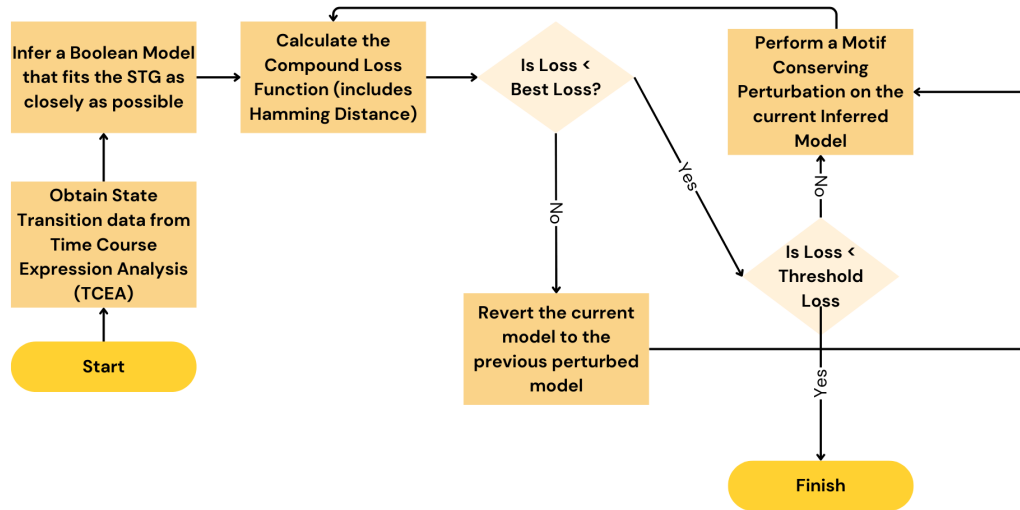 Infer a Boolean Model
that fits the STG as
closely as possible
Calculate the
Compound Loss
Function (includes
Hamming Distance)
Is Loss <
Best Loss?
Perform a Motif
Conserving
Perturbation on the
current Inferred
Model
Yes
No
No
Obtain State
Transition data from
Time Course
Expression Analysis
(TCEA)
Is Loss <
Threshold
Loss
Revert the current
model to the
previous perturbed
model
Start
Yes
Finish